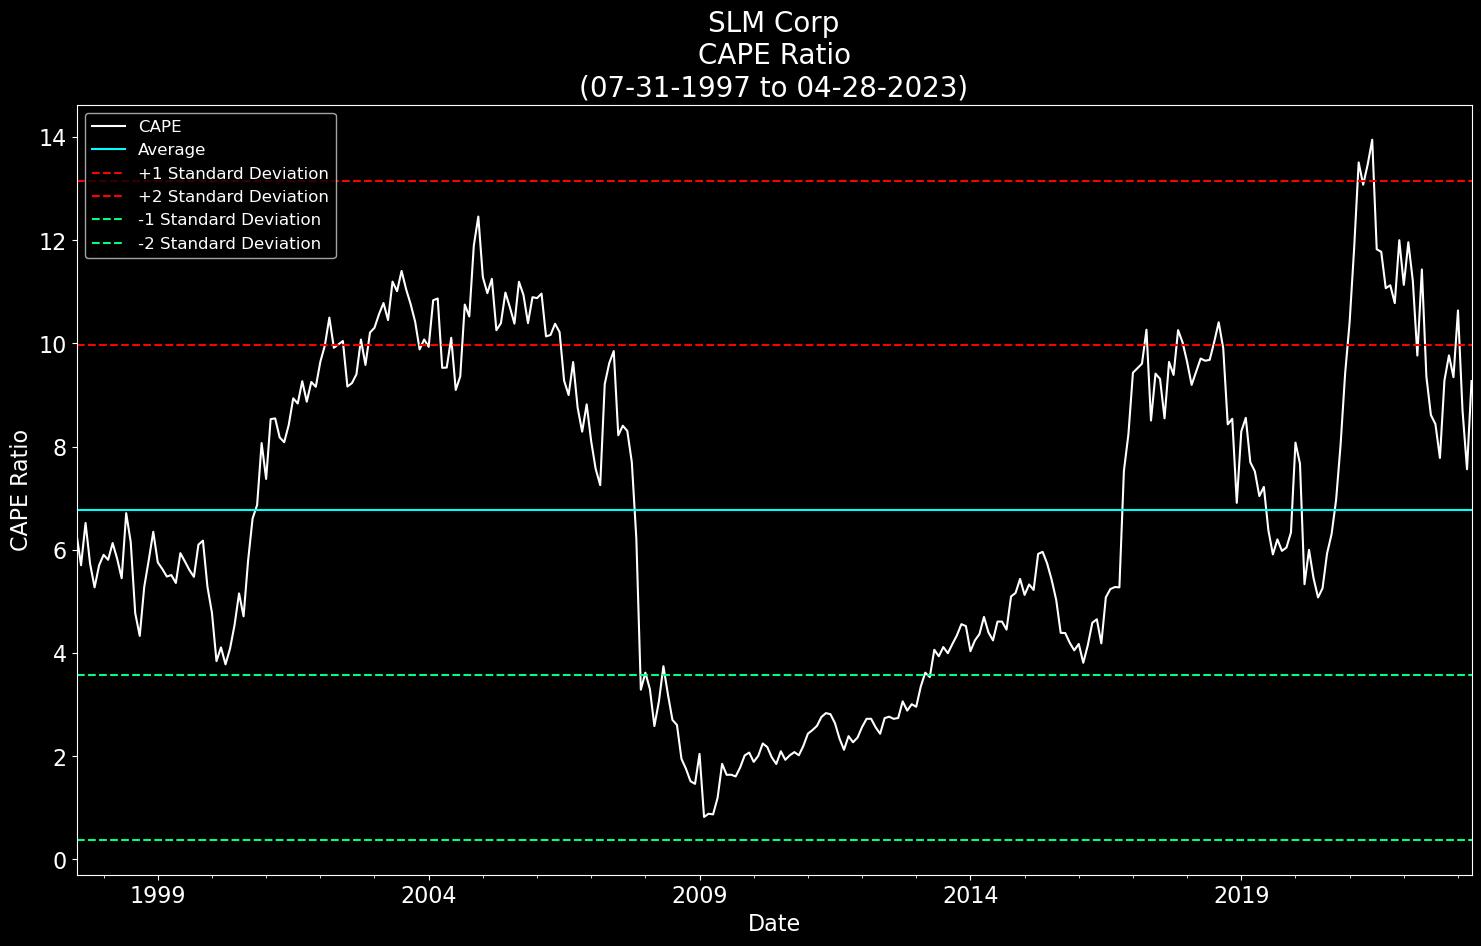 SLM Corp
CAPE Ratio
(07-31-1997 to 04-28-2023)
CAPE
Average
+1 Standard Deviation
+2 Standard Deviation
-1 Standard Deviation
-2 Standard Deviation
14
12
10
8
6
4
2
0
CAPE Ratio
1999 2004 2009 2014 2019
Date